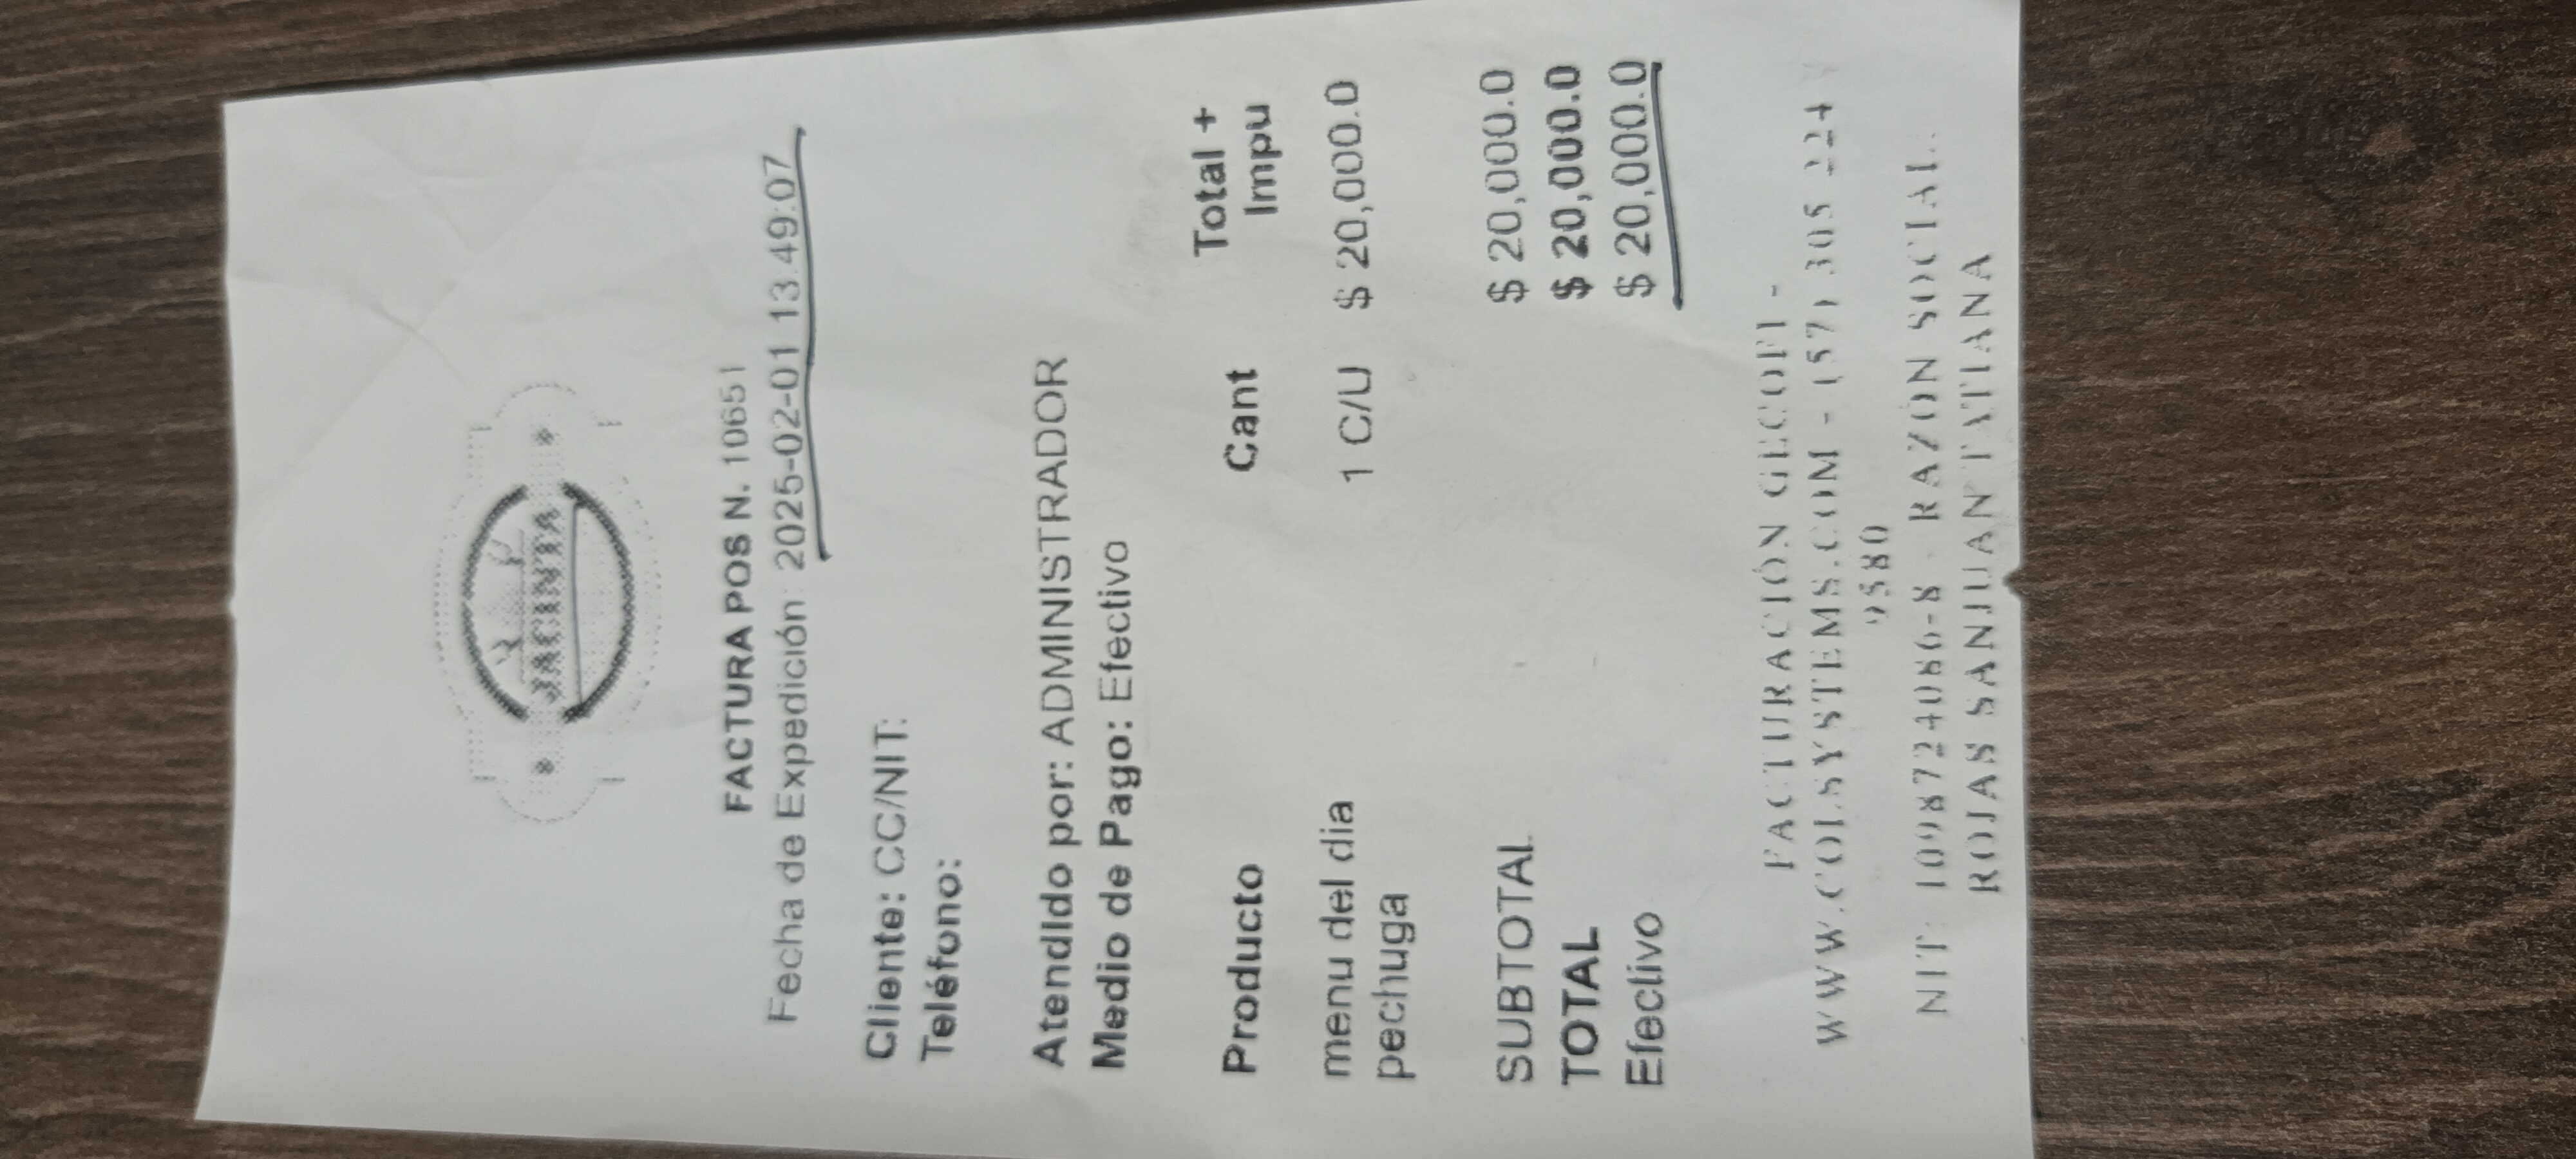 JACINTA
FACTURA POS N. 10651
Fecha de Expedición: 2025-02-01 13:49:07
Cliente: CC/NIT:
Teléfono:
Atendido por: ADMINISTRADOR
Medio de Pago: Efectivo
Producto Cant Total +
Impu
menu del dia 1 C/U $ 20,000.0
pechuga
SUBTOTAL $ 20,000.0
TOTAL $ 20,000.0
Efectivo $ 20,000.0
FACTURACIÓN GECOFI -
WWW.COLSYSTEMS.COM - (57) 305 224
9580
NIT: 1098724086-8 - RAZÓN SOCIAL:
ROJAS SANJUAN TATIANA